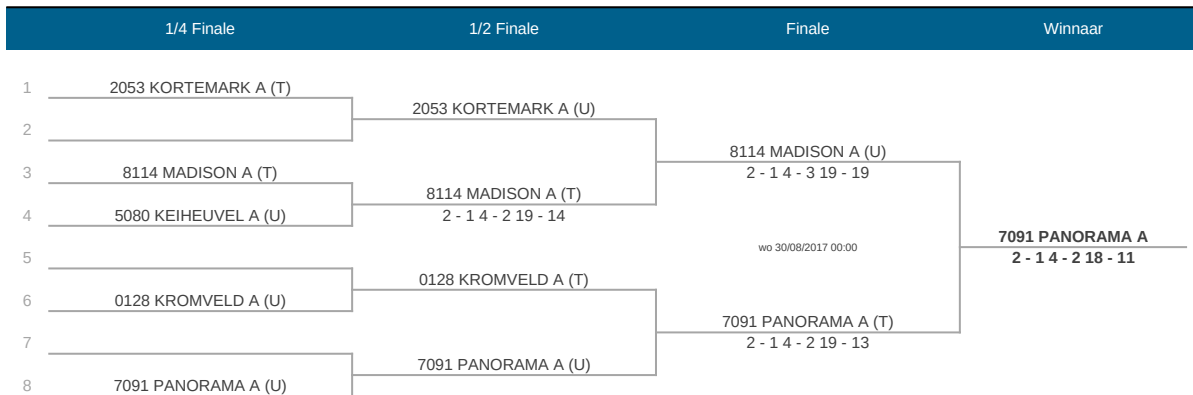 1/4 Finale 1/2 Finale Finale Winnaar
1 2053 KORTEMARK A (T)
2053 KORTEMARK A (U)
2
8114 MADISON A (U)
3 8114 MADISON A (T) 2 - 1 4 - 3 19 - 19
8114 MADISON A (T)
4 5080 KEIHEUVEL A (U) 2 - 1 4 - 2 19 - 14
7091 PANORAMA A
wo 30/08/2017 00:00
5 2 - 1 4 - 2 18 - 11
0128 KROMVELD A (T)
6 0128 KROMVELD A (U)
7091 PANORAMA A (T)
7 2 - 1 4 - 2 19 - 13
7091 PANORAMA A (U)
8 7091 PANORAMA A (U)